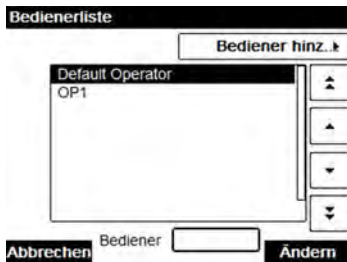 Bedienerliste
Bediener hinz..
Default Operator
OP1
Bediener
Abbrechen
Ändern